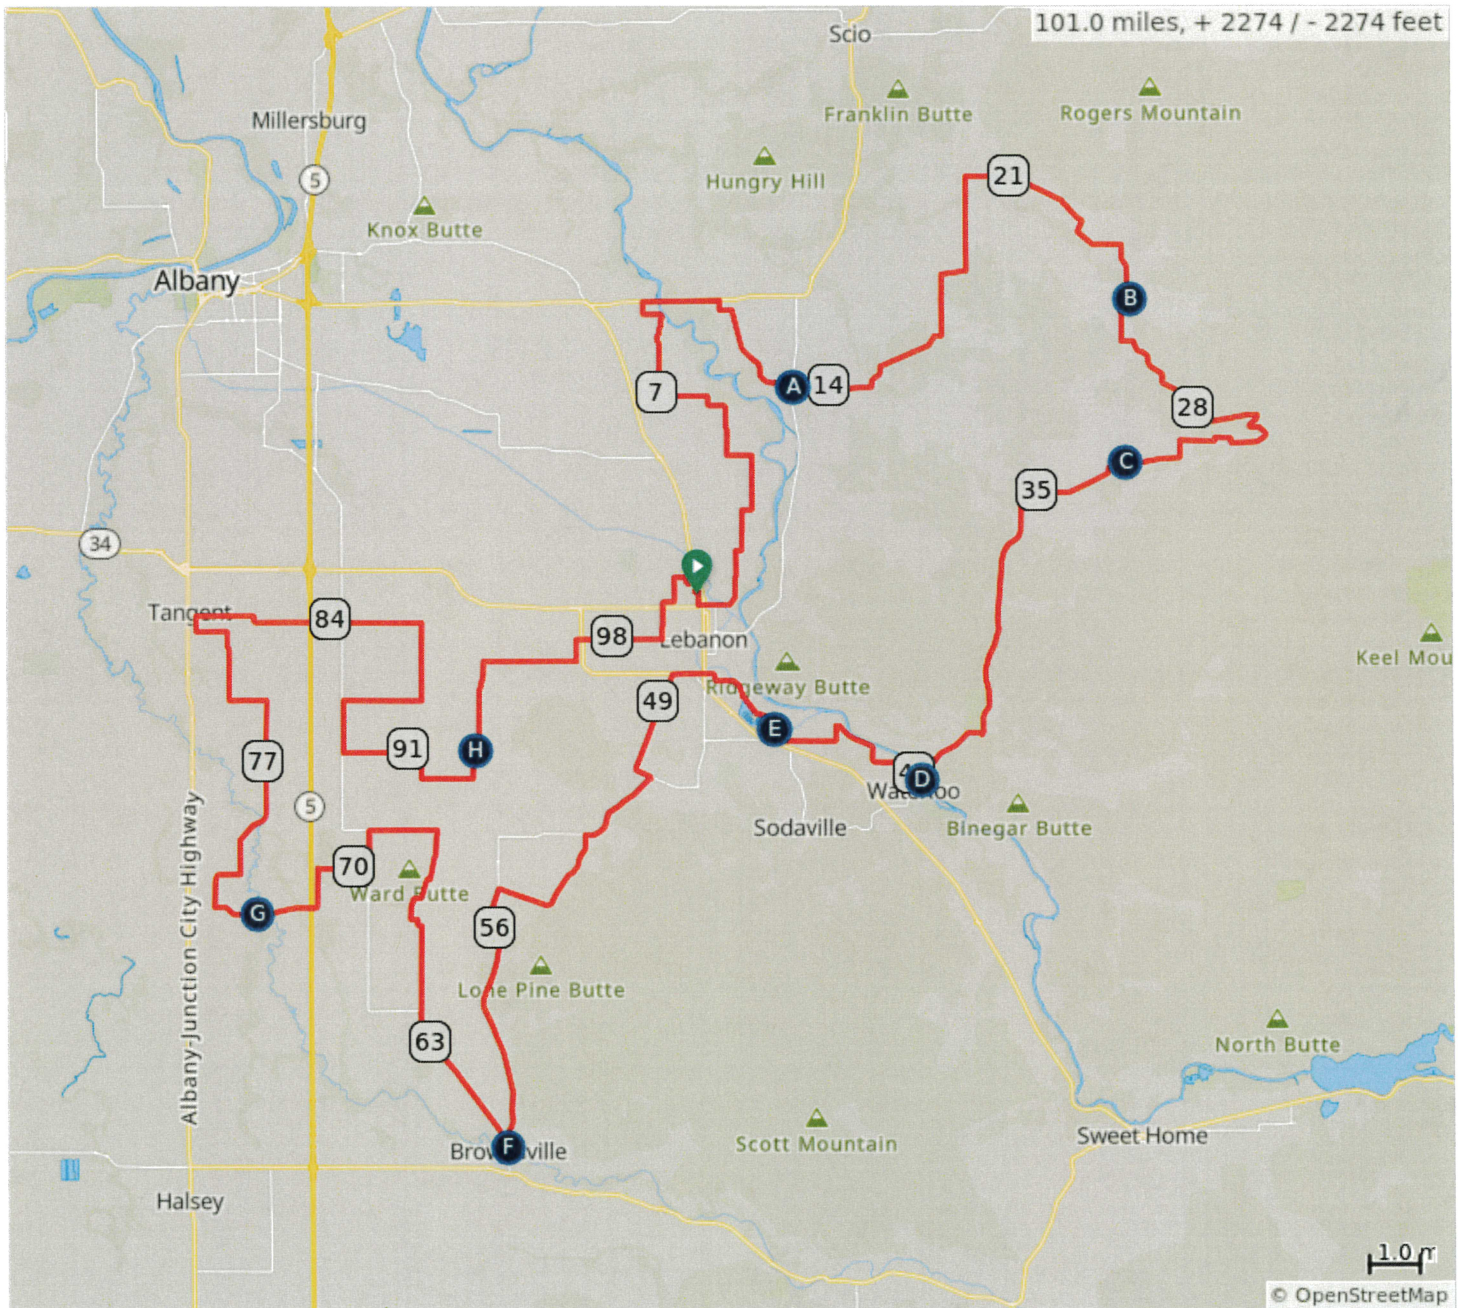 101.0 miles, + 2274 / - 2274 feet
Scio
Franklin Butte
Rogers Mountain
Millersburg
Hungry Hill
5
21
Knox Butte
Albany
B
7
A
14
28
C
35
34
Tangent
84
98
Lebanon
Keel Mou
Ridgeway Butte
49
E
77
91
H
D
Waterloo
5
Sodaville
Binegar Butte
Albany-Junction City Highway
70
Ward Butte
G
56
Lone Pine Butte
63
North Butte
Scott Mountain
Sweet Home
F
Brownsville
Halsey
1.0 m
© OpenStreetMap